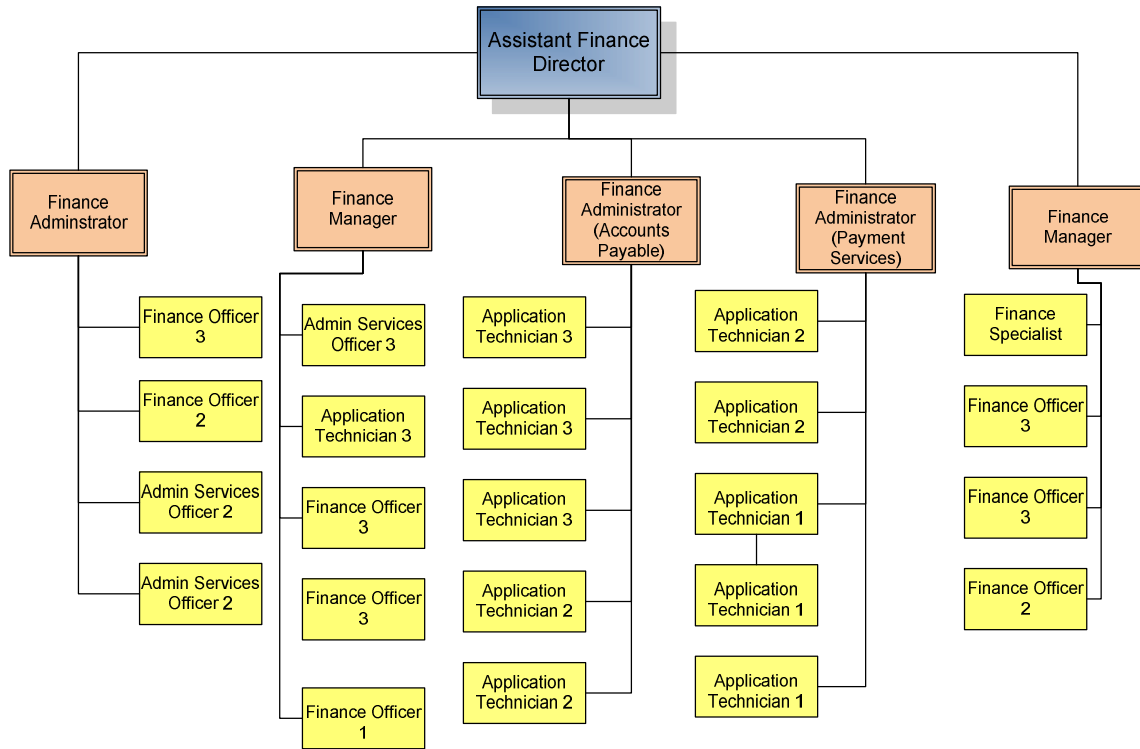 Assistant Finance
Director
Finance
Adminstrator
Finance
Manager
Finance
Administrator
(Accounts
Payable)
Finance
Administrator
(Payment
Services)
Finance
Manager
Finance Officer
3
Finance Officer
2
Admin Services
Officer 2
Admin Services
Officer 2
Admin Services
Officer 3
Application
Technician 3
Finance Officer
3
Finance Officer
3
Finance Officer
1
Application
Technician 3
Application
Technician 3
Application
Technician 3
Application
Technician 2
Application
Technician 2
Application
Technician 2
Application
Technician 2
Application
Technician 1
Application
Technician 1
Application
Technician 1
Finance
Specialist
Finance Officer
3
Finance Officer
3
Finance Officer
2